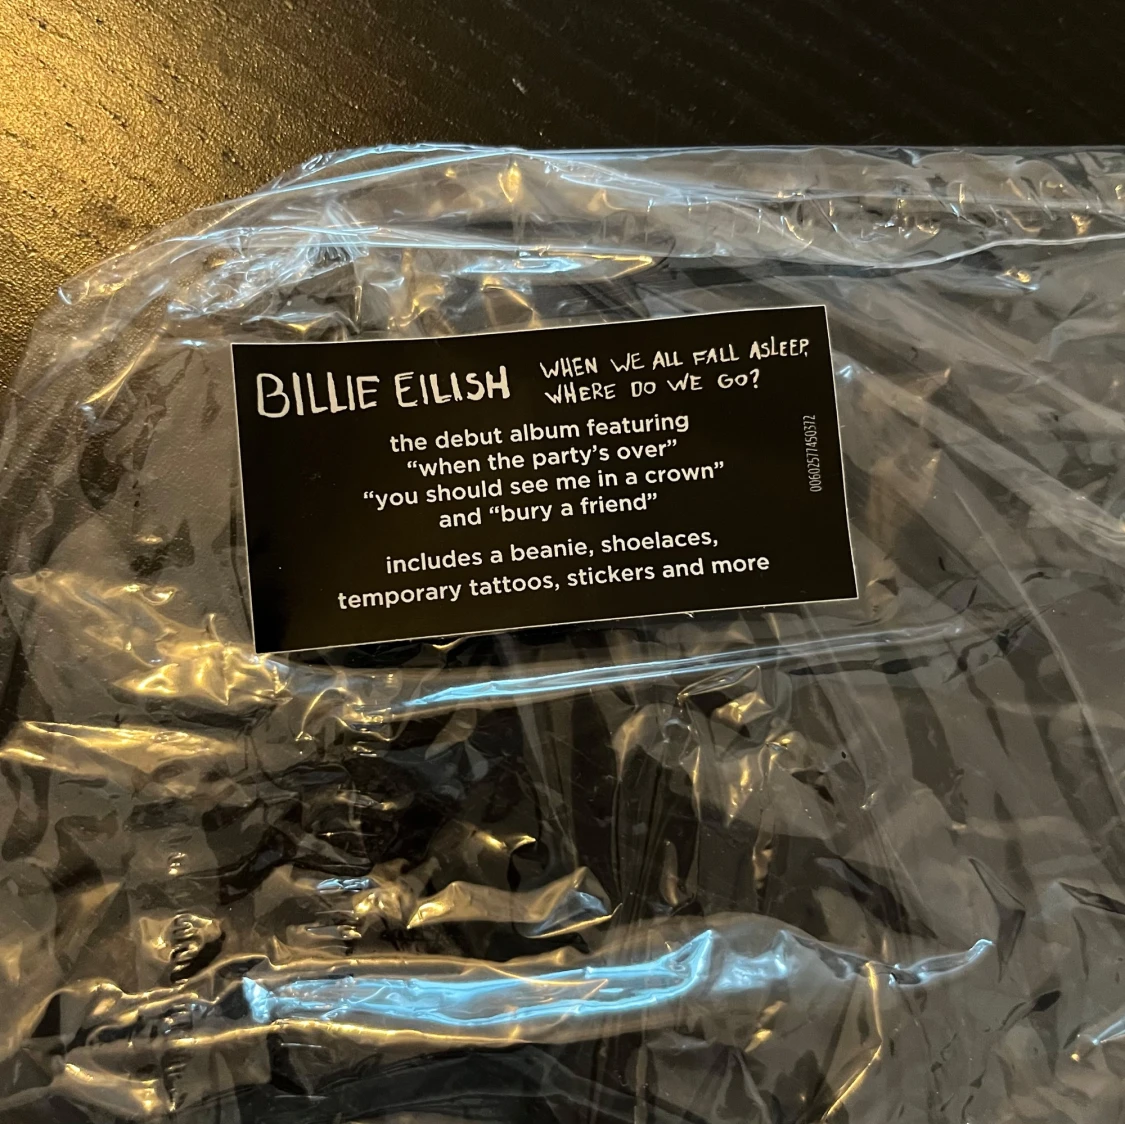 BILLIE EILISH
WHEN WE ALL FALL ASLEEP,
WHERE DO WE GO?
the debut album featuring
“when the party’s over”
“you should see me in a crown”
and “bury a friend”
includes a beanie, shoelaces,
temporary tattoos, stickers and more
00602577450372